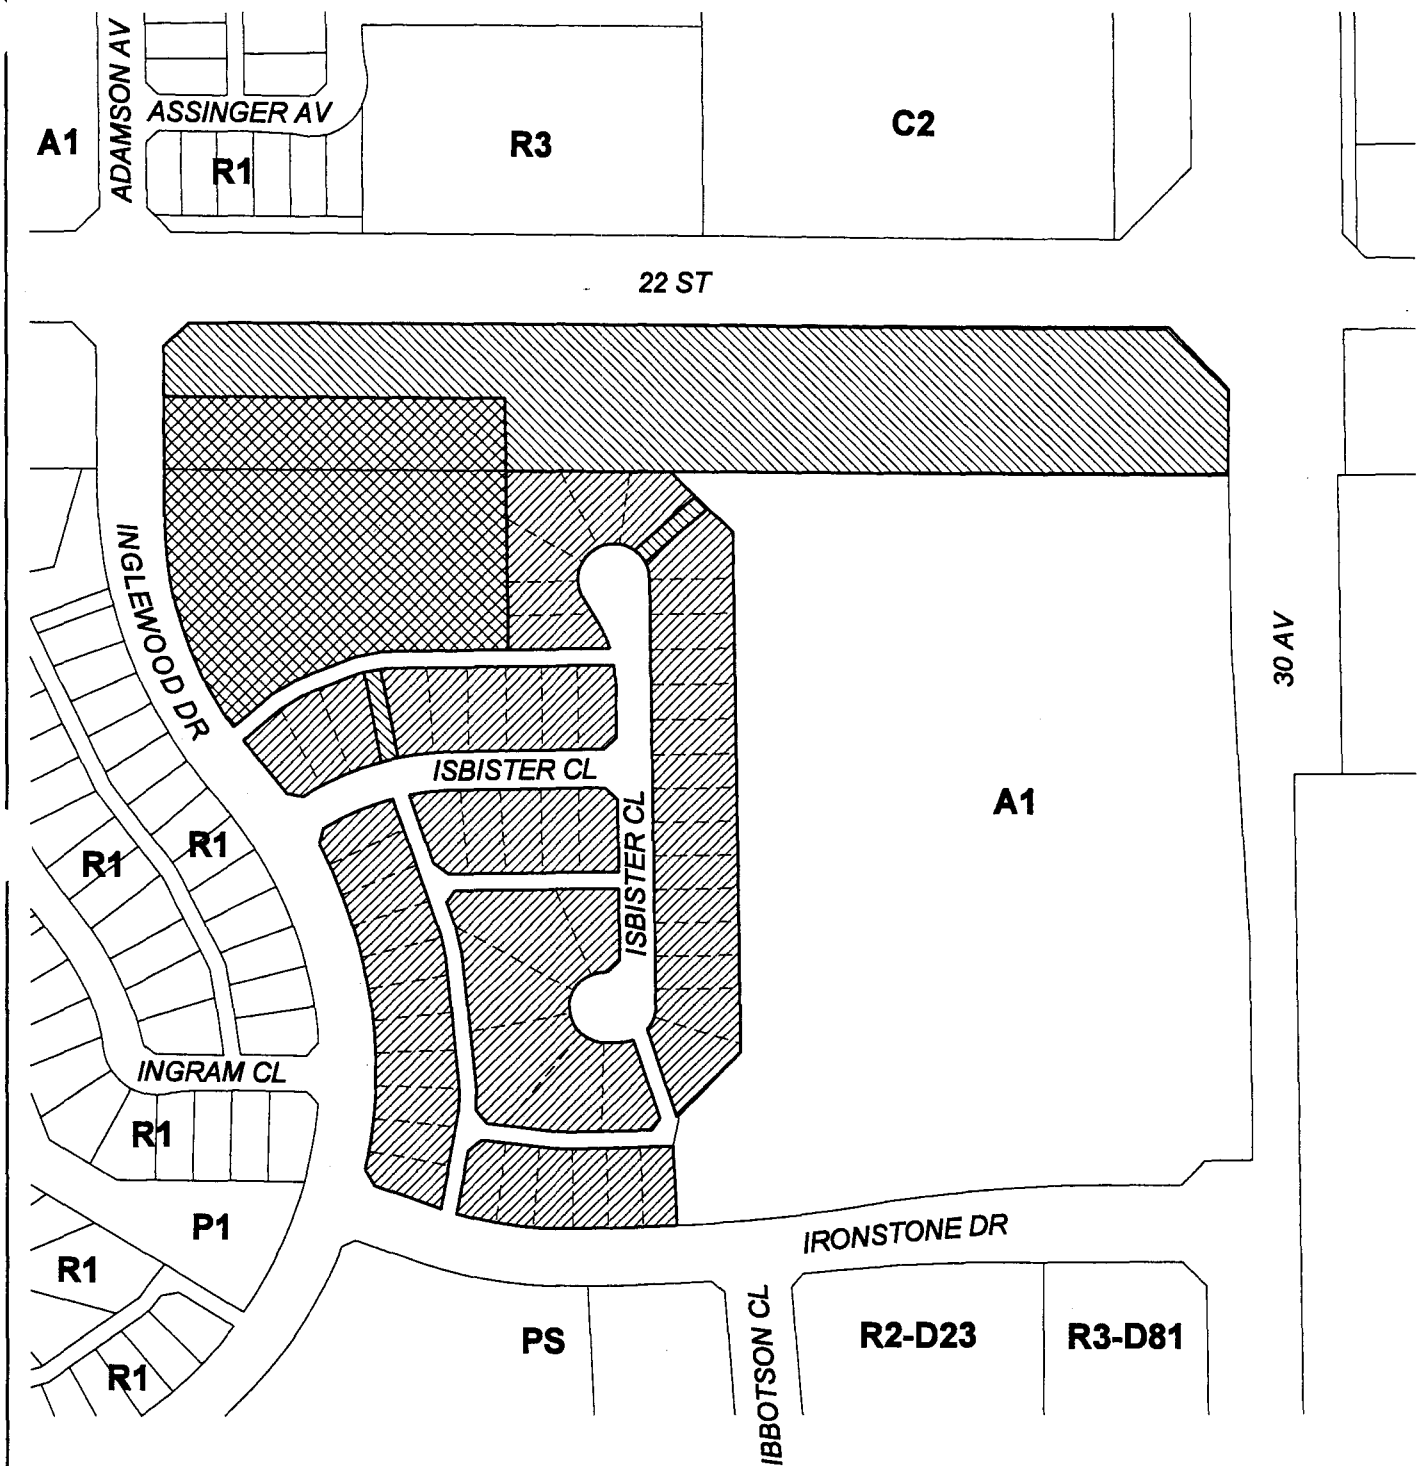 ADAMSON AV
ASSINGER AV
A1
R1
R3
C2
22 ST
INGLEWOOD DR
30 AV
ISBISTER CL
ISBISTER CL
A1
R1
R1
INGRAM CL
R1
P1
R1
IRONSTONE DR
R1
PS
IBBOTSON CL
R2-D23
R3-D81